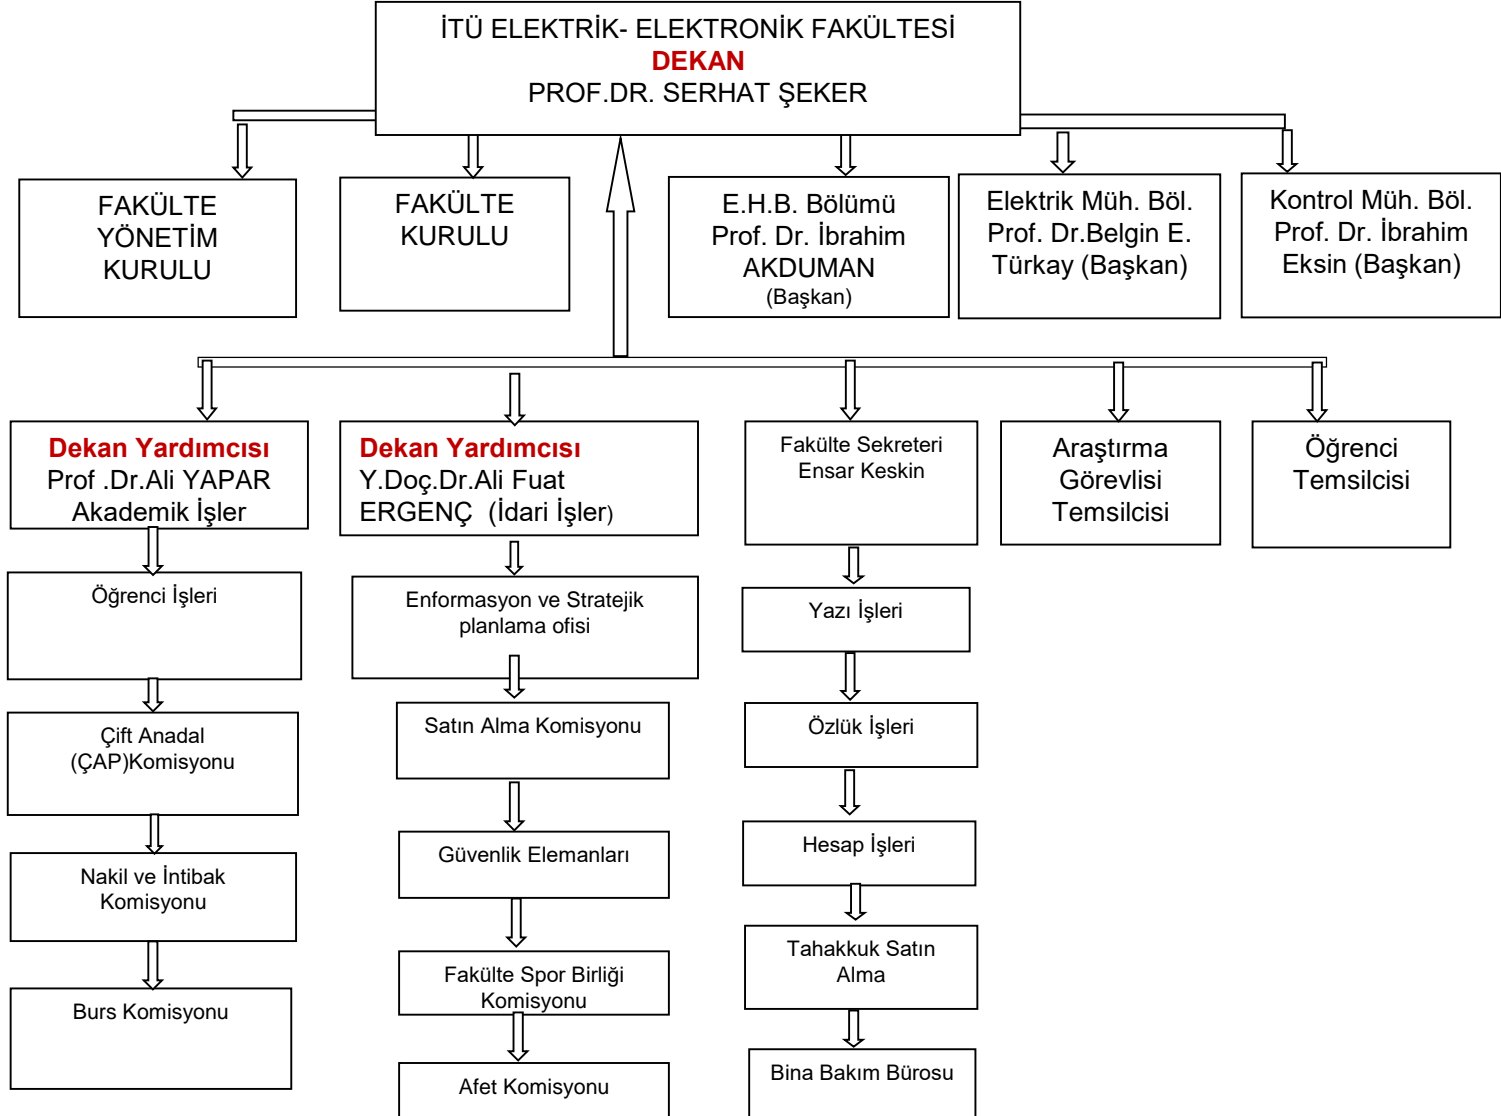 İTÜ ELEKTRİK- ELEKTRONİK FAKÜLTESİ
DEKAN
PROF.DR. SERHAT ŞEKER
FAKÜLTE
YÖNETİM
KURULU
FAKÜLTE
KURULU
E.H.B. Bölümü
Prof. Dr. İbrahim
AKDUMAN
(Başkan)
Elektrik Müh. Böl.
Prof. Dr.Belgin E.
Türkay (Başkan)
Kontrol Müh. Böl.
Prof. Dr. İbrahim
Eksin (Başkan)
Dekan Yardımcısı
Prof .Dr.Ali YAPAR
Akademik İşler
Dekan Yardımcısı
Y.Doç.Dr.Ali Fuat
ERGENÇ (İdari İşler)
Fakülte Sekreteri
Ensar Keskin
Araştırma
Görevlisi
Temsilcisi
Öğrenci
Temsilcisi
Öğrenci İşleri
Enformasyon ve Stratejik
planlama ofisi
Yazı İşleri
Çift Anadal
(ÇAP)Komisyonu
Satın Alma Komisyonu
Özlük İşleri
Nakil ve İntibak
Komisyonu
Güvenlik Elemanları
Hesap İşleri
Burs Komisyonu
Fakülte Spor Birliği
Komisyonu
Tahakkuk Satın
Alma
Afet Komisyonu
Bina Bakım Bürosu